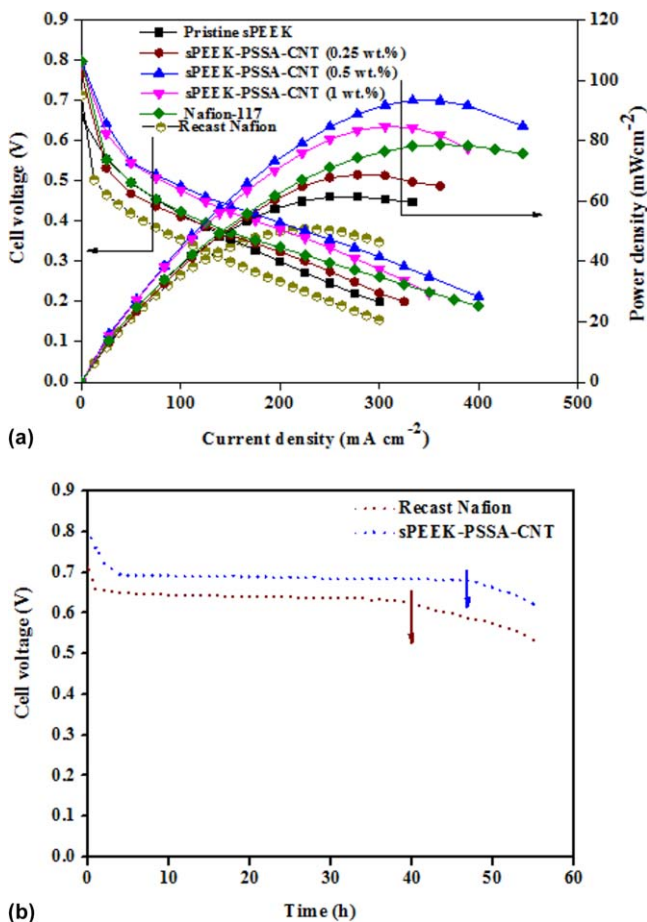 Pristine sPEEK
sPEEK-PSSA-CNT (0.25 wt.%)
sPEEK-PSSA-CNT (0.5 wt.%)
sPEEK-PSSA-CNT (1 wt.%)
Nafion-117
Recast Nafion
Cell voltage (V)
0.9
0.8
0.7
0.6
0.5
0.4
0.3
0.2
0.1
0.0
Power density (mWcm-2)
120
100
80
60
40
20
0
0 100 200 300 400 500
Current density (mA cm-2)
(a)
Recast Nafion
sPEEK-PSSA-CNT
Cell voltage (V)
0.9
0.8
0.7
0.6
0.5
0.4
0.3
0.2
0.1
0.0
0 10 20 30 40 50 60
Time (h)
(b)